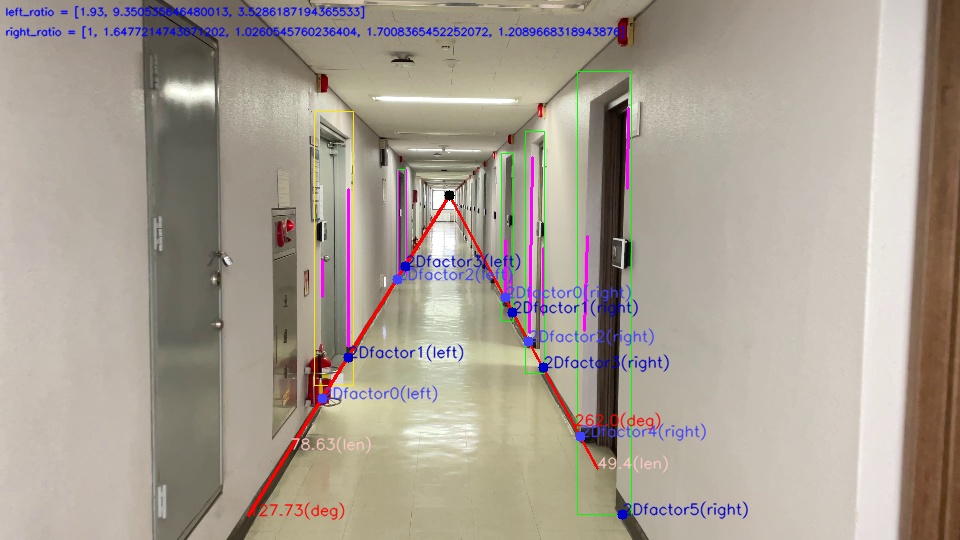 left_ratio = [1.93, 9.350535646480013, 3.5286187194365533]
right_ratio = [1, 1.6477214743671202, 1.0260545760236404, 1.7008365452252072, 1.2089668318943876
2Dfactor3(left)
2Dfactor2(left)
2Dfactor0(right)
2Dfactor1(right)
2Dfactor2(right)
2Dfactor1(left)
2Dfactor3(right)
2Dfactor0(left)
262.0(deg)
2Dfactor4(right)
78.63(len)
49.4(len)
27.73(deg)
2Dfactor5(right)